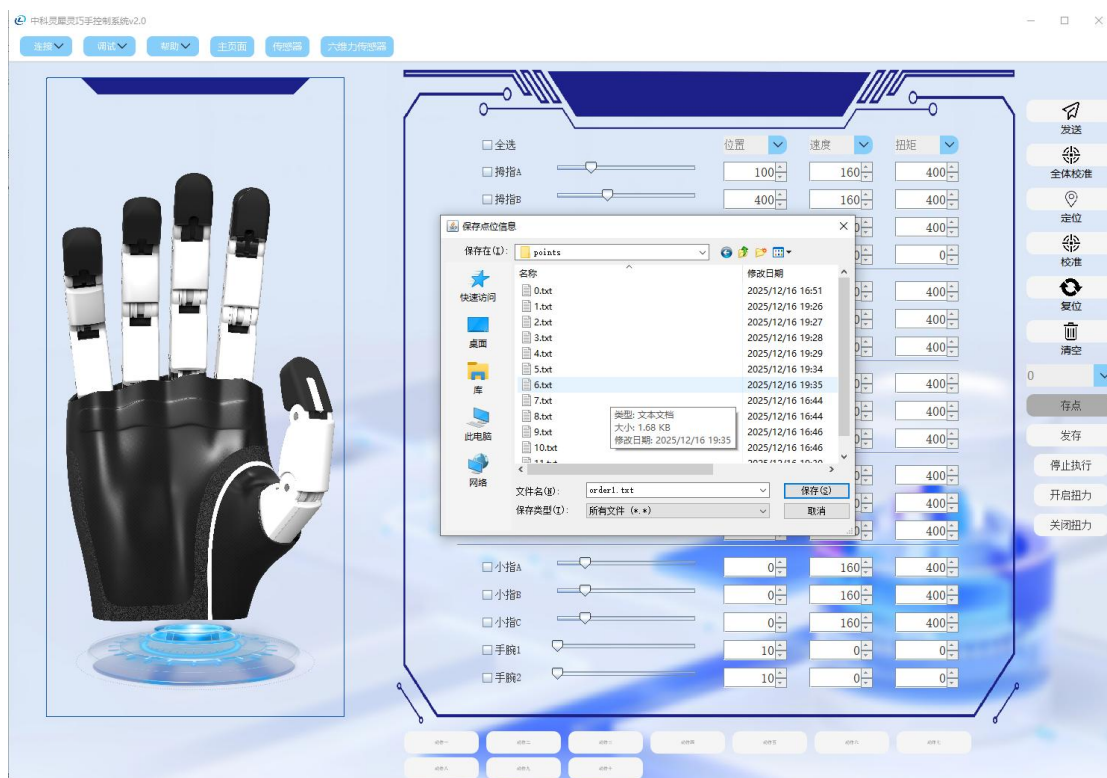 中科灵犀灵巧手控制系统v2.0
连接 调试 帮助 主页面 传感器 六维力传感器
全选 位置 速度 扭矩
拇指A 100 160 400
拇指B 400 160 400
400
0
400
400
400
400
400
400
400
400
400
保存点位信息
保存在(I): points
名称 修改日期
0.txt 2025/12/16 16:51
1.txt 2025/12/16 19:26
2.txt 2025/12/16 19:27
3.txt 2025/12/16 19:28
4.txt 2025/12/16 19:29
5.txt 2025/12/16 19:34
6.txt 2025/12/16 19:35
7.txt 2025/12/16 16:44
8.txt 2025/12/16 16:44
9.txt 2025/12/16 16:46
10.txt 2025/12/16 16:46
快速访问
桌面
库
此电脑
网络
类型: 文本文档
大小: 1.68 KB
修改日期: 2025/12/16 19:35
文件名(N): order1.txt 保存(S)
保存类型(T): 所有文件 (*.*) 取消
小指A 0 160 400
小指B 0 160 400
小指C 0 160 400
手腕1 10 0 0
手腕2 10 0 0
发送
全体校准
定位
校准
复位
清空
0
存点
发存
停止执行
开启扭力
关闭扭力